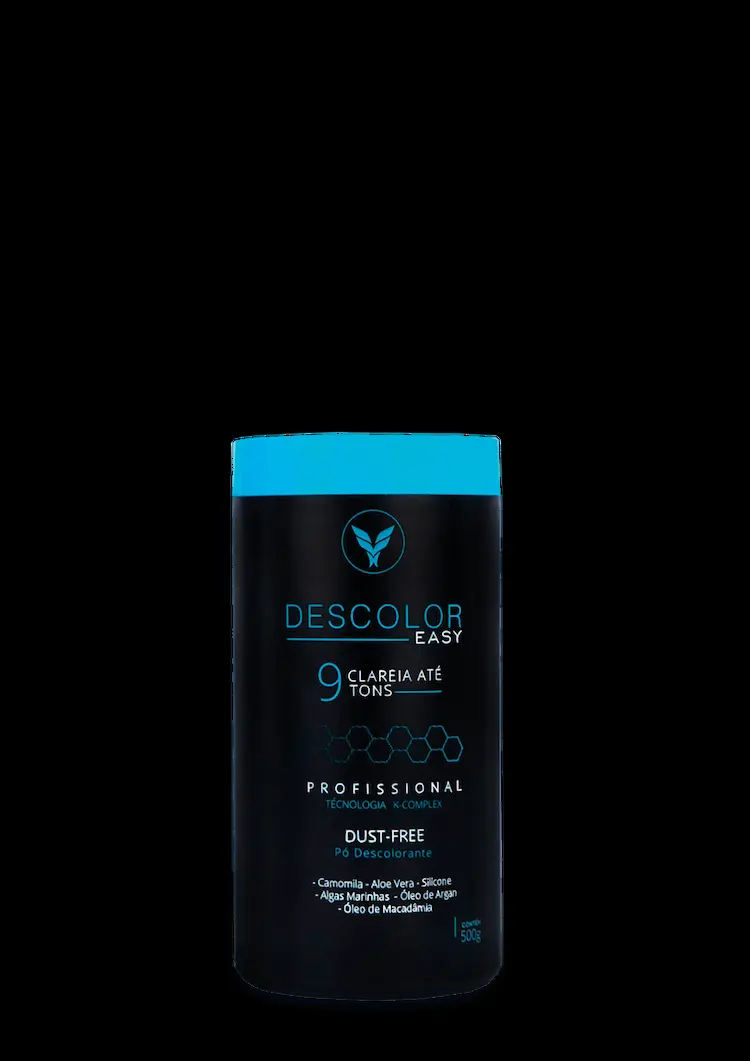 DESCOLOR
EASY
9 CLAREIA ATÉ
TONS
PROFISSIONAL
TÉCNOLOGIA K-COMPLEX
DUST-FREE
Pó Descolorante
- Camomila - Aloe Vera - Silicone
- Algas Marinhas - Óleo de Argan
- Óleo de Macadâmia
CONTÉM
500g